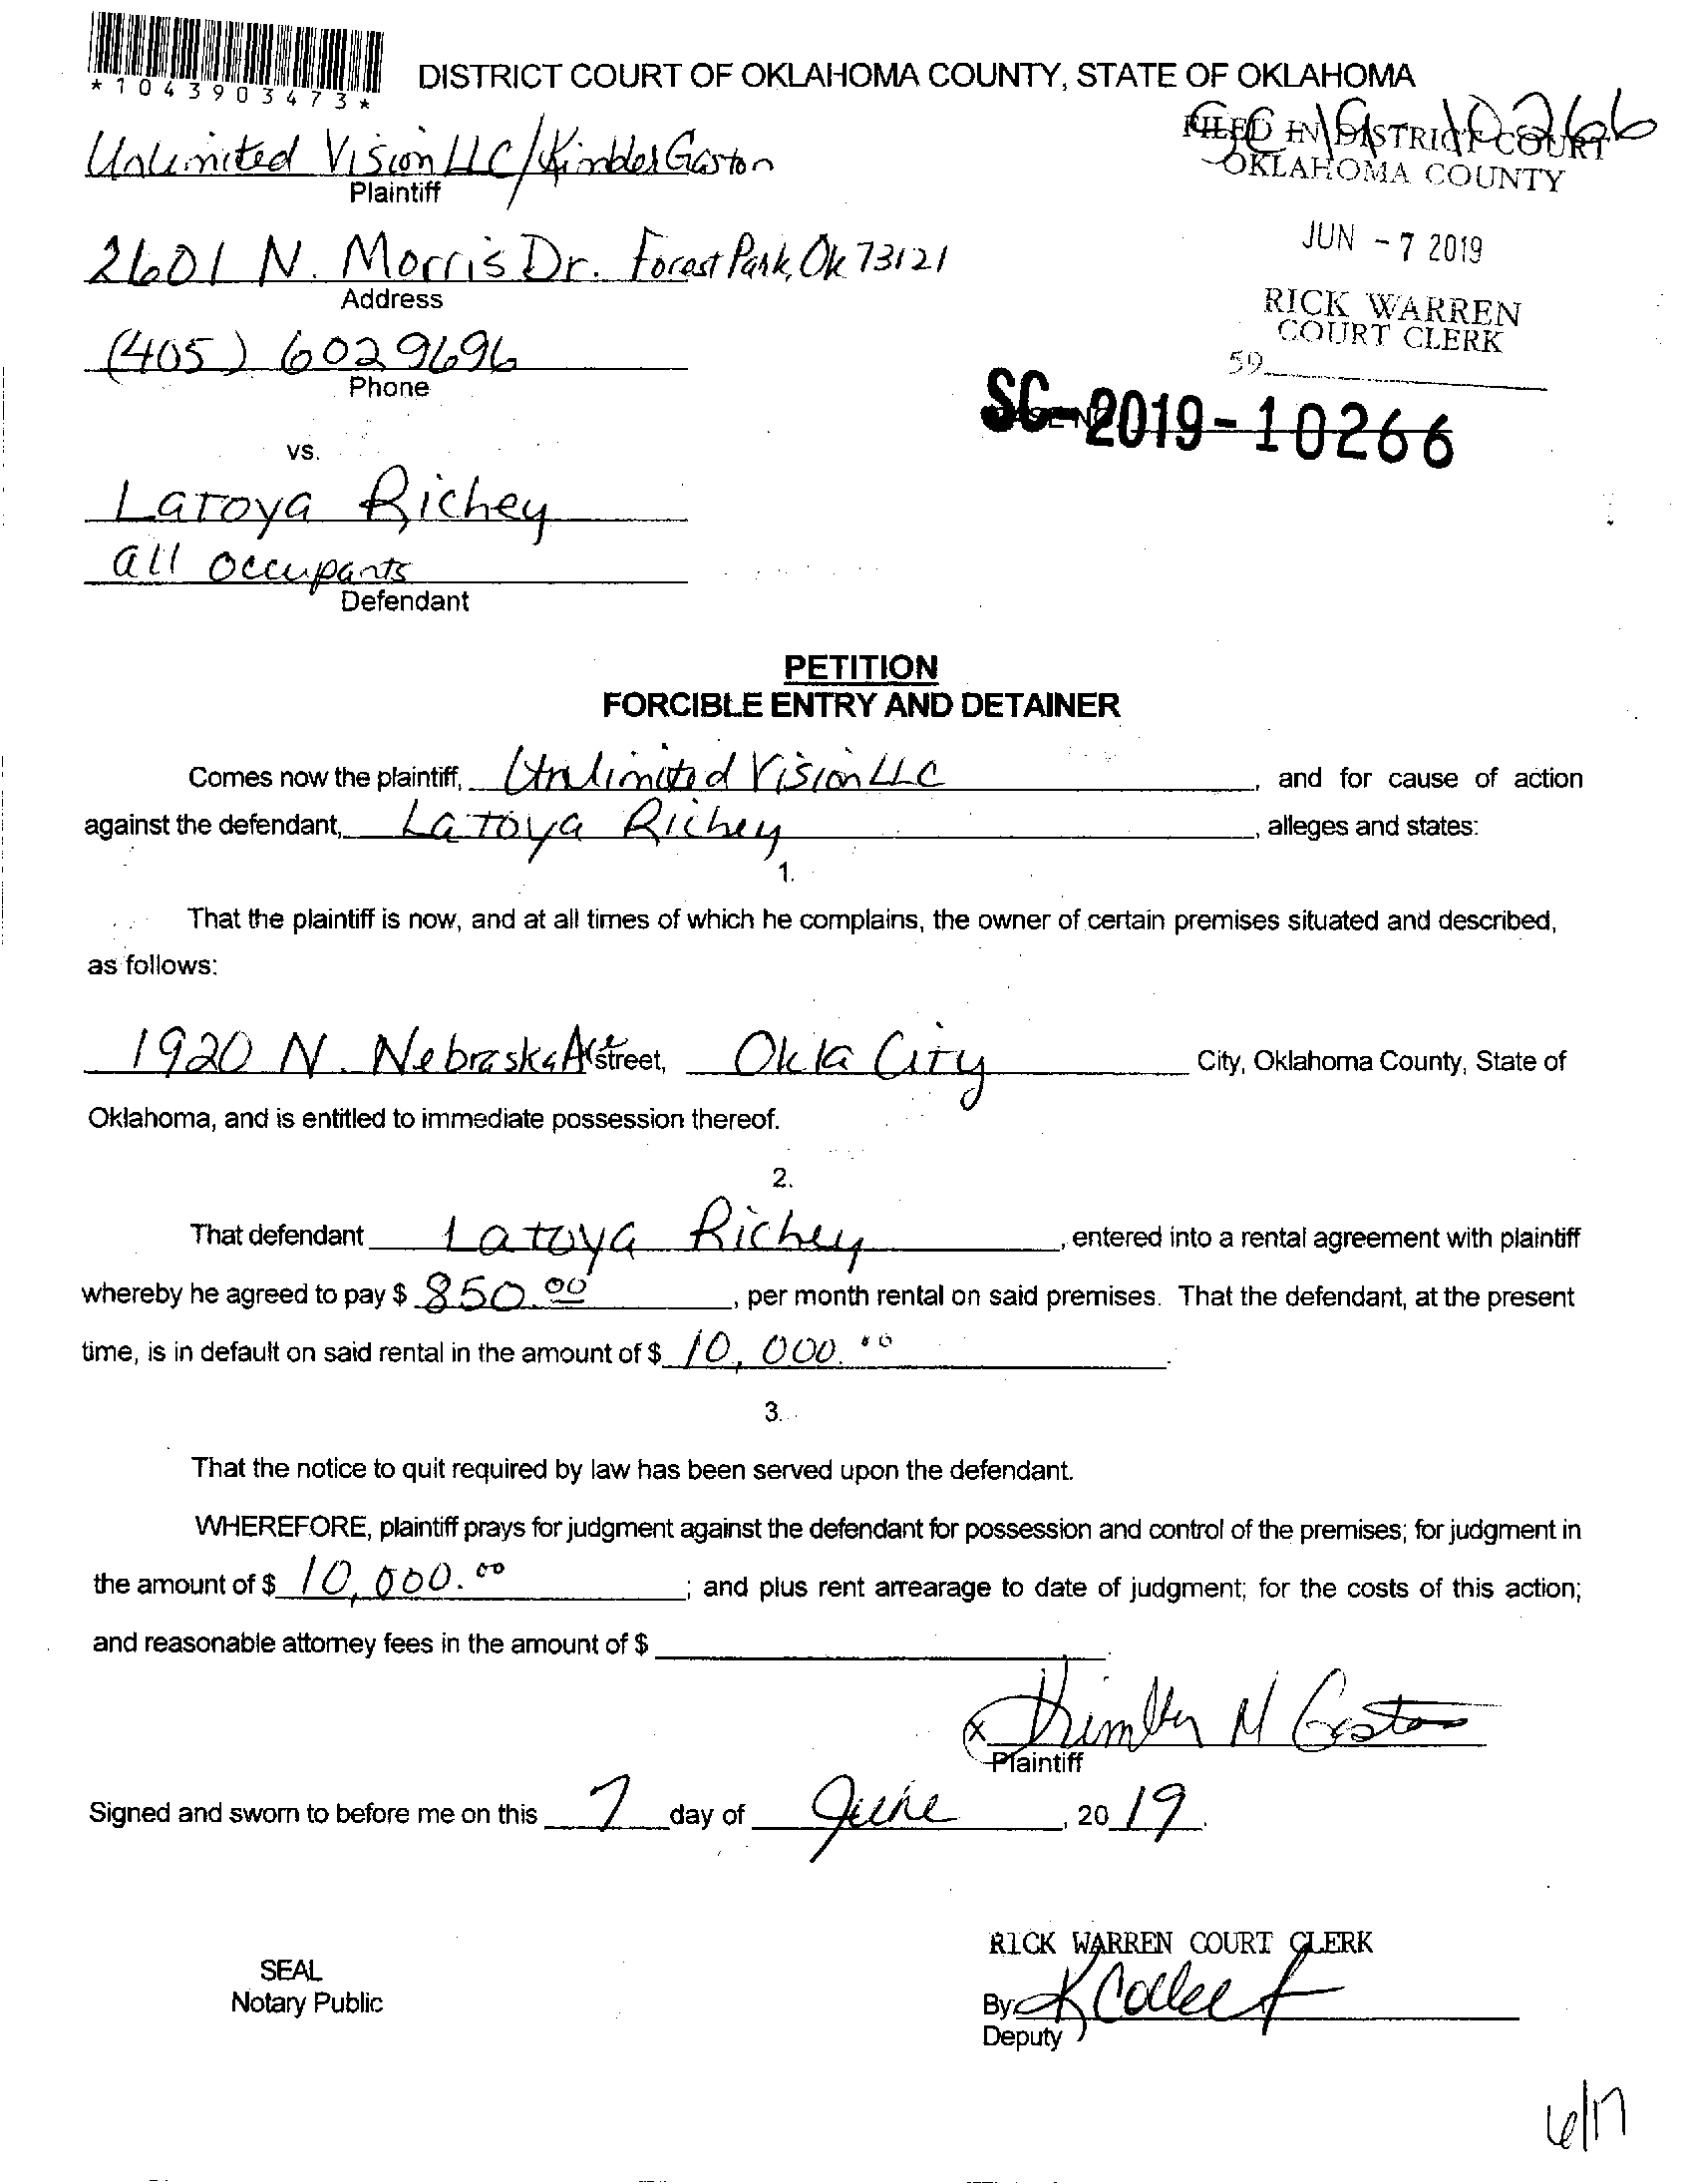 *1043903473*
DISTRICT COURT OF OKLAHOMA COUNTY, STATE OF OKLAHOMA
SC 19 10266
FILED IN DISTRICT COURT
OKLAHOMA COUNTY
Unlimited Vision LLC/Kimber Gaston
Plaintiff
JUN - 7 2019
2601 N. Morris Dr. Forest Park, Ok 73121
Address
RICK WARREN
COURT CLERK
59
(405) 6029696
Phone
SC-2019-10266
vs.
Latoya Richey
all occupants
Defendant
PETITION
FORCIBLE ENTRY AND DETAINER
Comes now the plaintiff, Unlimited Vision LLC, and for cause of action
against the defendant, Latoya Richey, alleges and states:
1.
That the plaintiff is now, and at all times of which he complains, the owner of certain premises situated and described,
as follows:
1920 N. Nebraska Ave street, Okla City City, Oklahoma County, State of
Oklahoma, and is entitled to immediate possession thereof.
2.
That defendant Latoya Richey, entered into a rental agreement with plaintiff
whereby he agreed to pay $ 850.00, per month rental on said premises. That the defendant, at the present
time, is in default on said rental in the amount of $ 10,000.00.
3.
That the notice to quit required by law has been served upon the defendant.
WHEREFORE, plaintiff prays for judgment against the defendant for possession and control of the premises; for judgment in
the amount of $ 10,000.00; and plus rent arrearage to date of judgment; for the costs of this action;
and reasonable attorney fees in the amount of $
X Kimber N Gaston
Plaintiff
Signed and sworn to before me on this 7 day of June, 2019.
RICK WARREN COURT CLERK
SEAL
Notary Public
By
Deputy
6/17